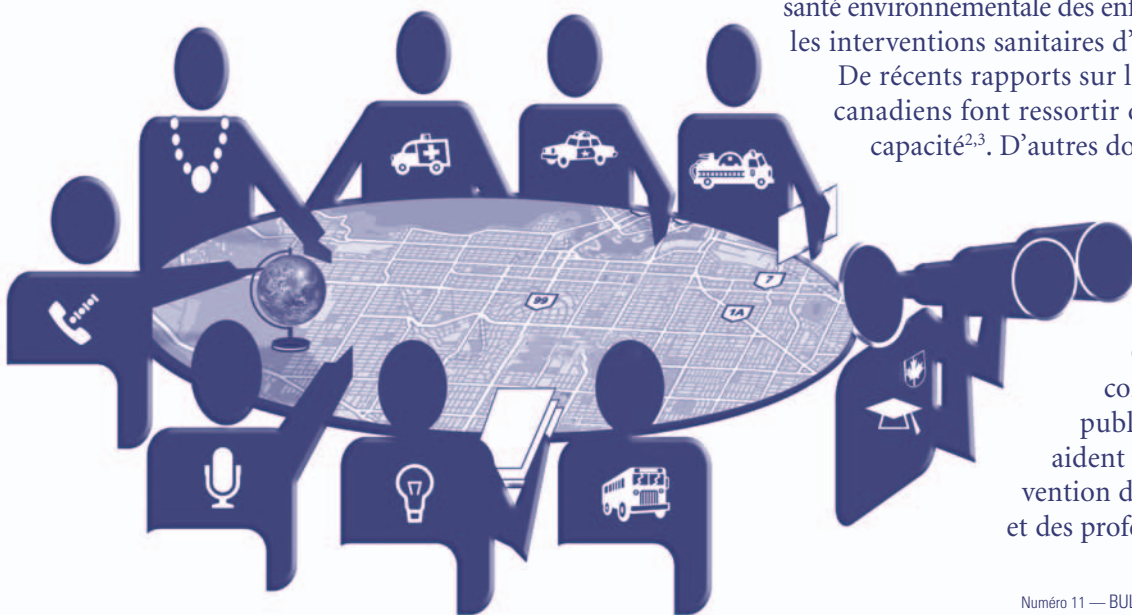 santé environnementale des enf
les interventions sanitaires d'
De récents rapports sur l
canadiens font ressortir
capacité2,3. D'autres do
99
7
1A
co
publ
aident
vention d
et des profe
Numéro 11 — BUL